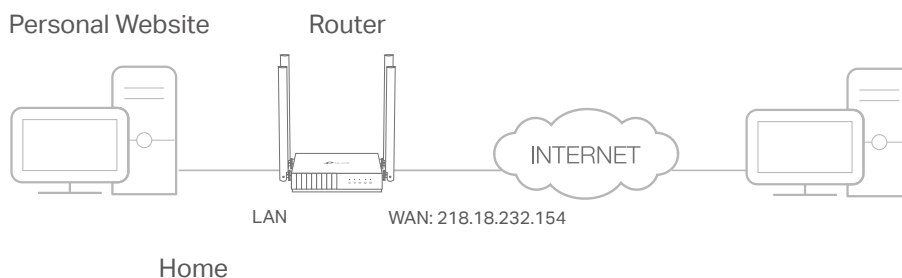 Personal Website
Router
INTERNET
LAN
WAN: 218.18.232.154
Home